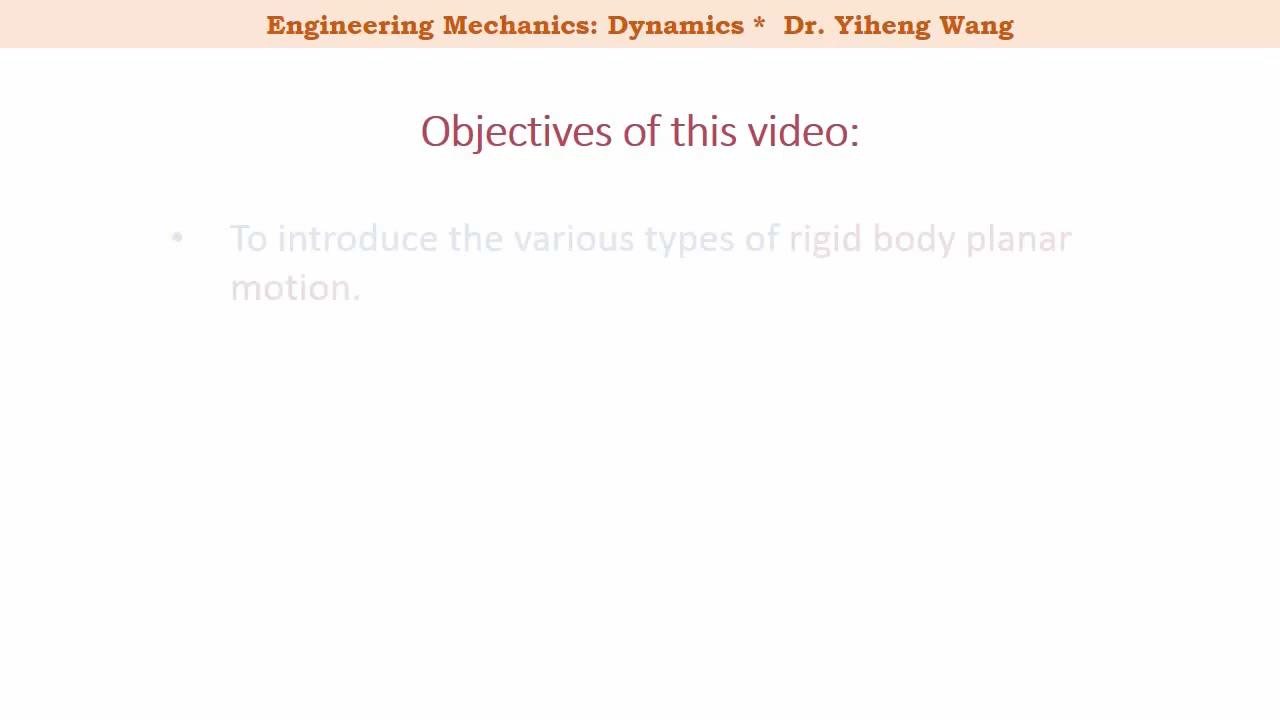 Engineering Mechanics: Dynamics * Dr. Yiheng Wang
Objectives of this video:
• To introduce the various types of rigid body planar
motion.